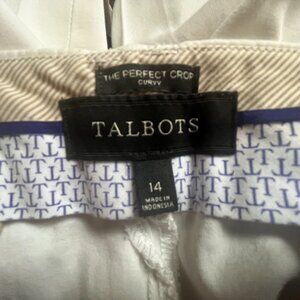 THE PERFECT CROP
CURVY
TALBOTS
14
MADE IN
INDONESIA